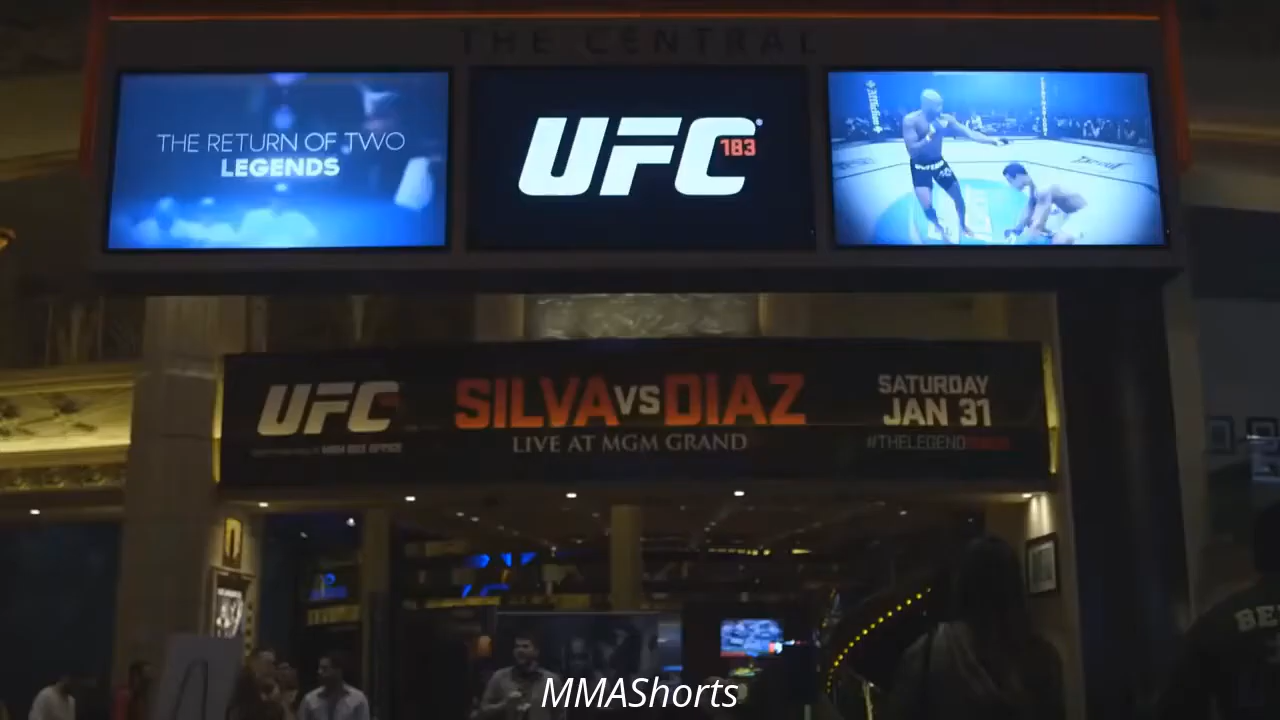 THE CENTRAL
THE RETURN OF TWO
LEGENDS
UFC
183
UFC
SILVA VS DIAZ
LIVE AT MGM GRAND
SATURDAY
JAN 31
#THELEGEND
MMAShorts